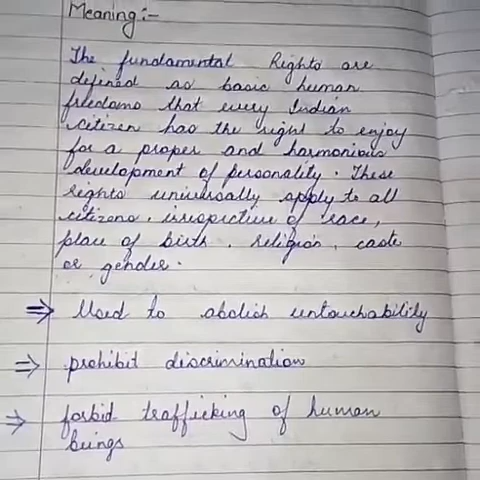 Meaning :-
The fundamental Rights are
defined as basic human
freedoms that every Indian
citizen has the right to enjoy
for a proper and harmonious
development of personality. These
rights universally apply to all
citizens, irrespective of race,
place of birth, religion, caste
or gender.
⇒ Used to abolish untouchability
⇒ prohibit discrimination
⇒ forbid trafficking of human
beings